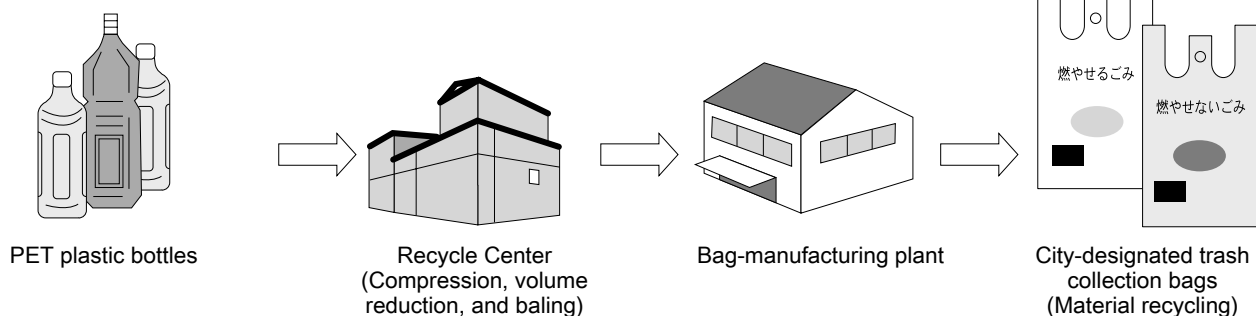 燃やせるごみ
燃やせないごみ
PET plastic bottles
Recycle Center
(Compression, volume
reduction, and baling)
Bag-manufacturing plant
City-designated trash
collection bags
(Material recycling)